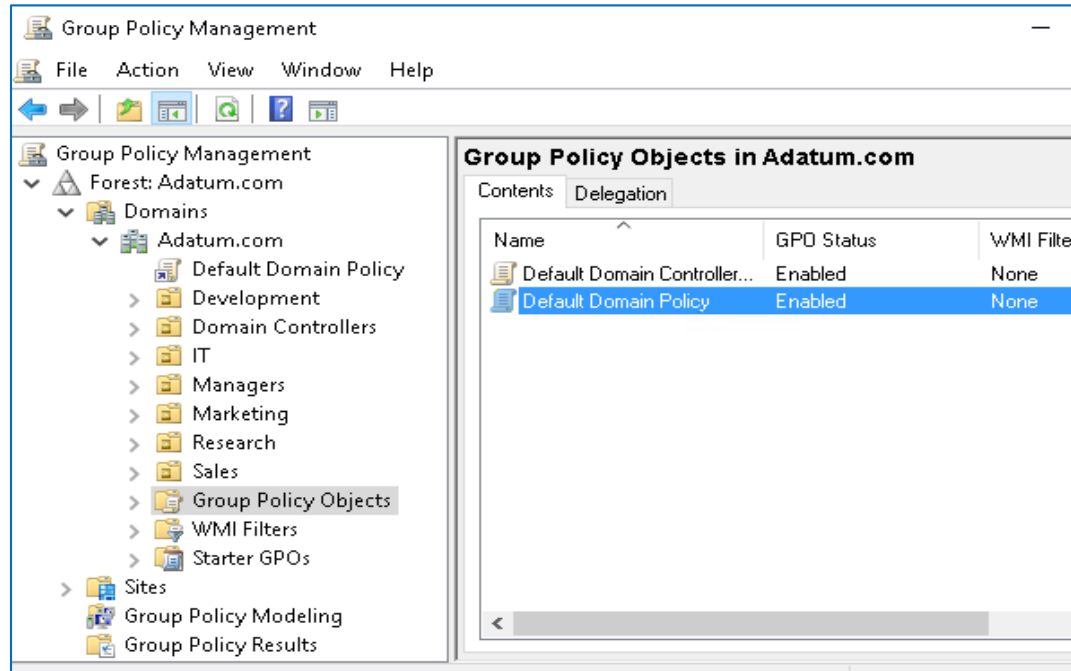 Group Policy Management
File Action View Window Help
Group Policy Management
Forest: Adatum.com
Domains
Adatum.com
Default Domain Policy
Development
Domain Controllers
IT
Managers
Marketing
Research
Sales
Group Policy Objects
WMI Filters
Starter GPOs
Sites
Group Policy Modeling
Group Policy Results
Group Policy Objects in Adatum.com
Contents Delegation
Name GPO Status WMI Filte
Default Domain Controller... Enabled None
Default Domain Policy Enabled None